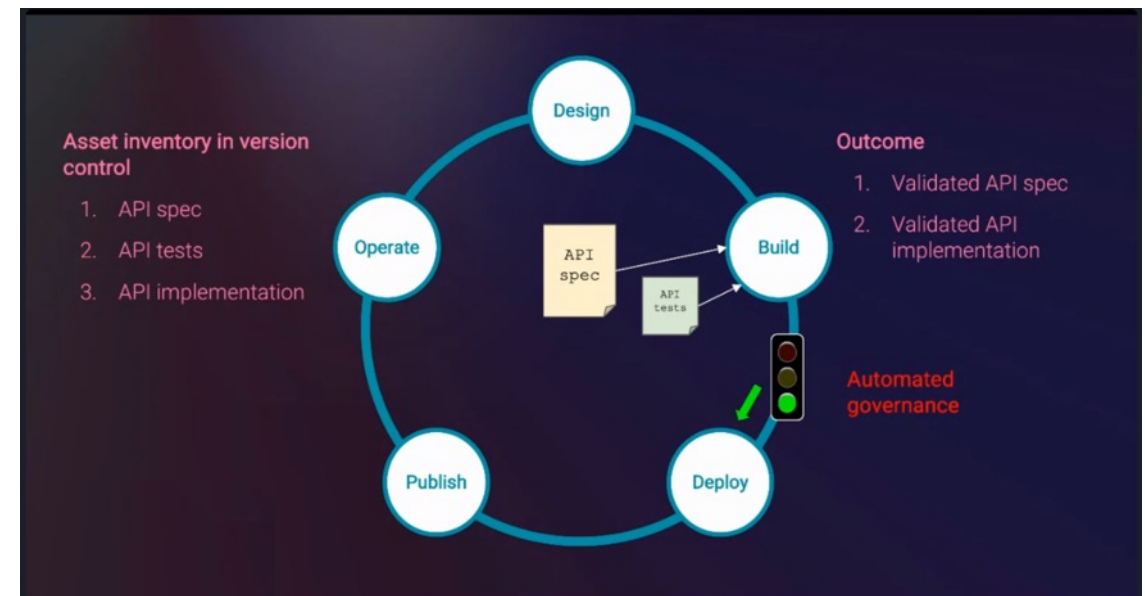 Design
Asset inventory in version
control
1. API spec
2. API tests
3. API implementation
Operate
API
spec
API
tests
Build
Outcome
1. Validated API spec
2. Validated API
implementation
Automated
governance
Publish
Deploy